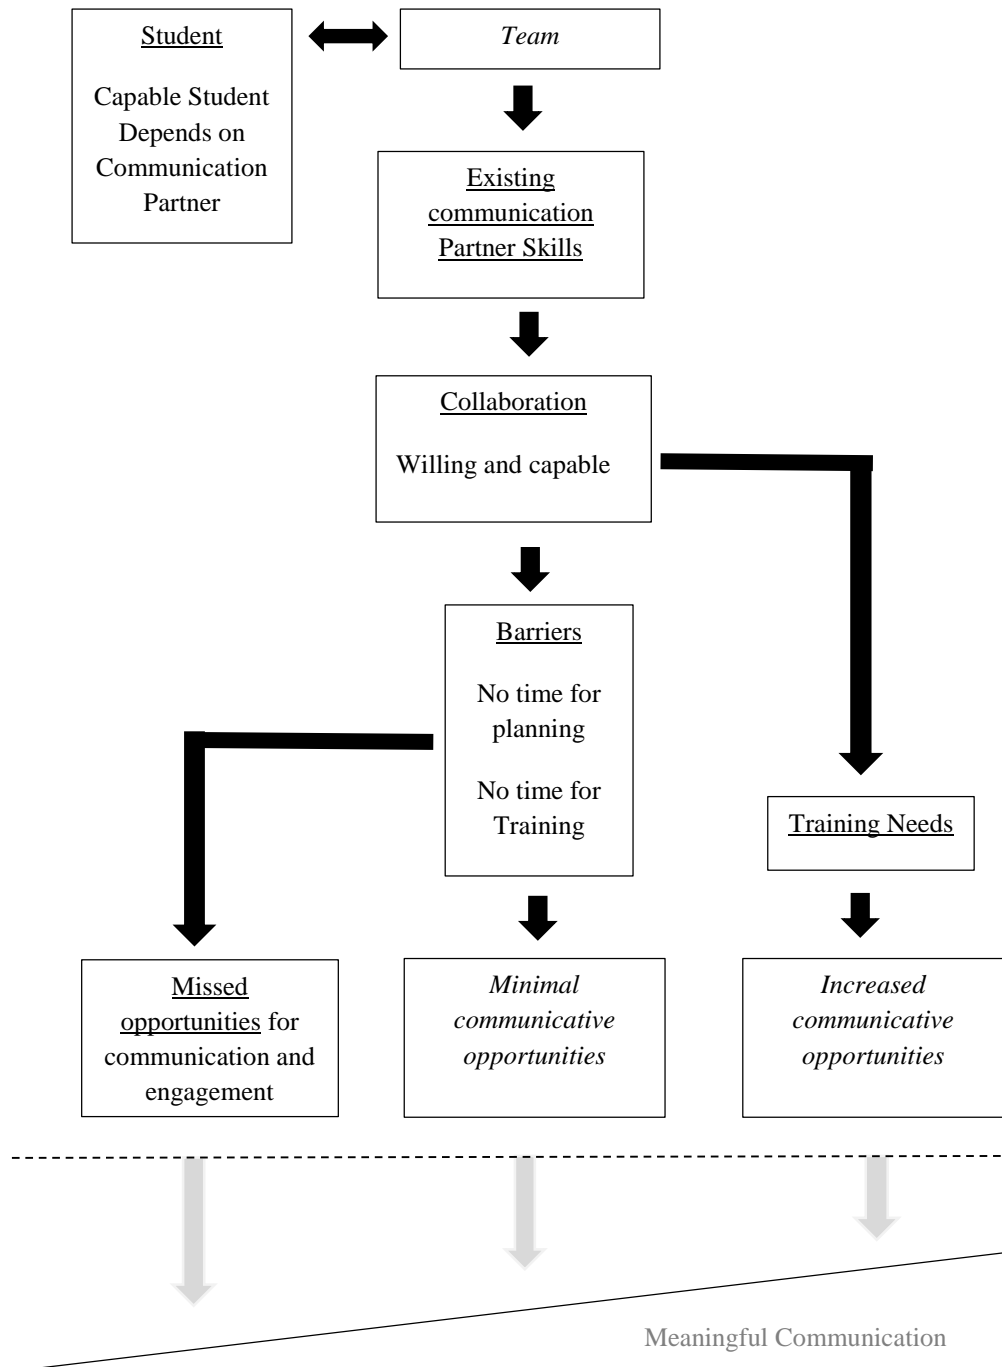 Student
Capable Student
Depends on
Communication
Partner
Team
Existing
communication
Partner Skills
Collaboration
Willing and capable
Barriers
No time for
planning
No time for
Training
Training Needs
Missed
opportunities for
communication and
engagement
Minimal
communicative
opportunities
Increased
communicative
opportunities
Meaningful Communication